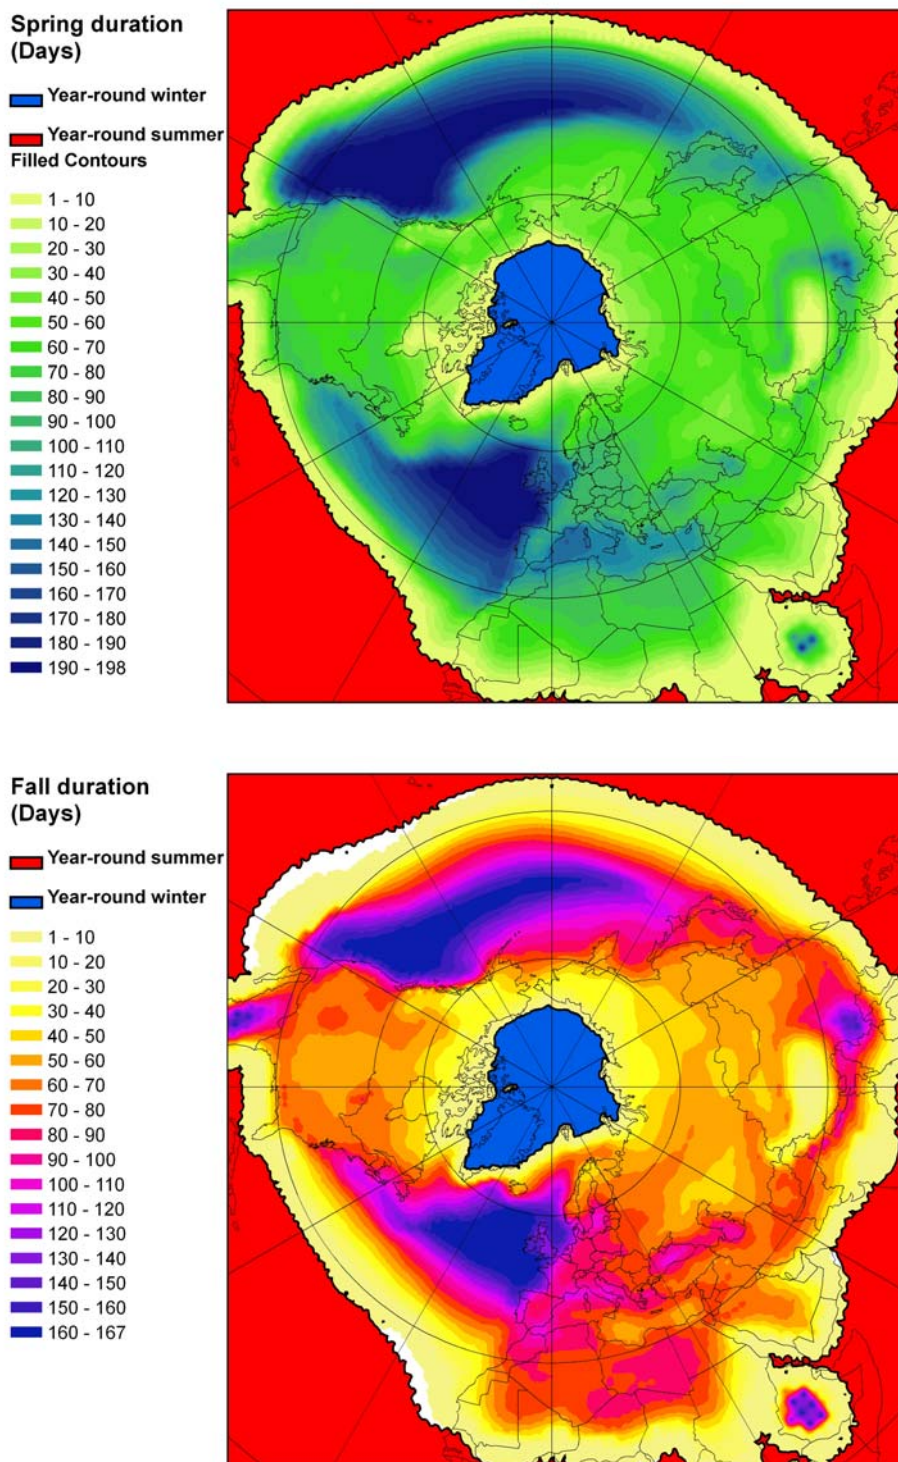 Spring duration
(Days)
Year-round winter
Year-round summer
Filled Contours
1 - 10
10 - 20
20 - 30
30 - 40
40 - 50
50 - 60
60 - 70
70 - 80
80 - 90
90 - 100
100 - 110
110 - 120
120 - 130
130 - 140
140 - 150
150 - 160
160 - 170
170 - 180
180 - 190
190 - 198
Fall duration
(Days)
Year-round summer
Year-round winter
1 - 10
10 - 20
20 - 30
30 - 40
40 - 50
50 - 60
60 - 70
70 - 80
80 - 90
90 - 100
100 - 110
110 - 120
120 - 130
130 - 140
140 - 150
150 - 160
160 - 167